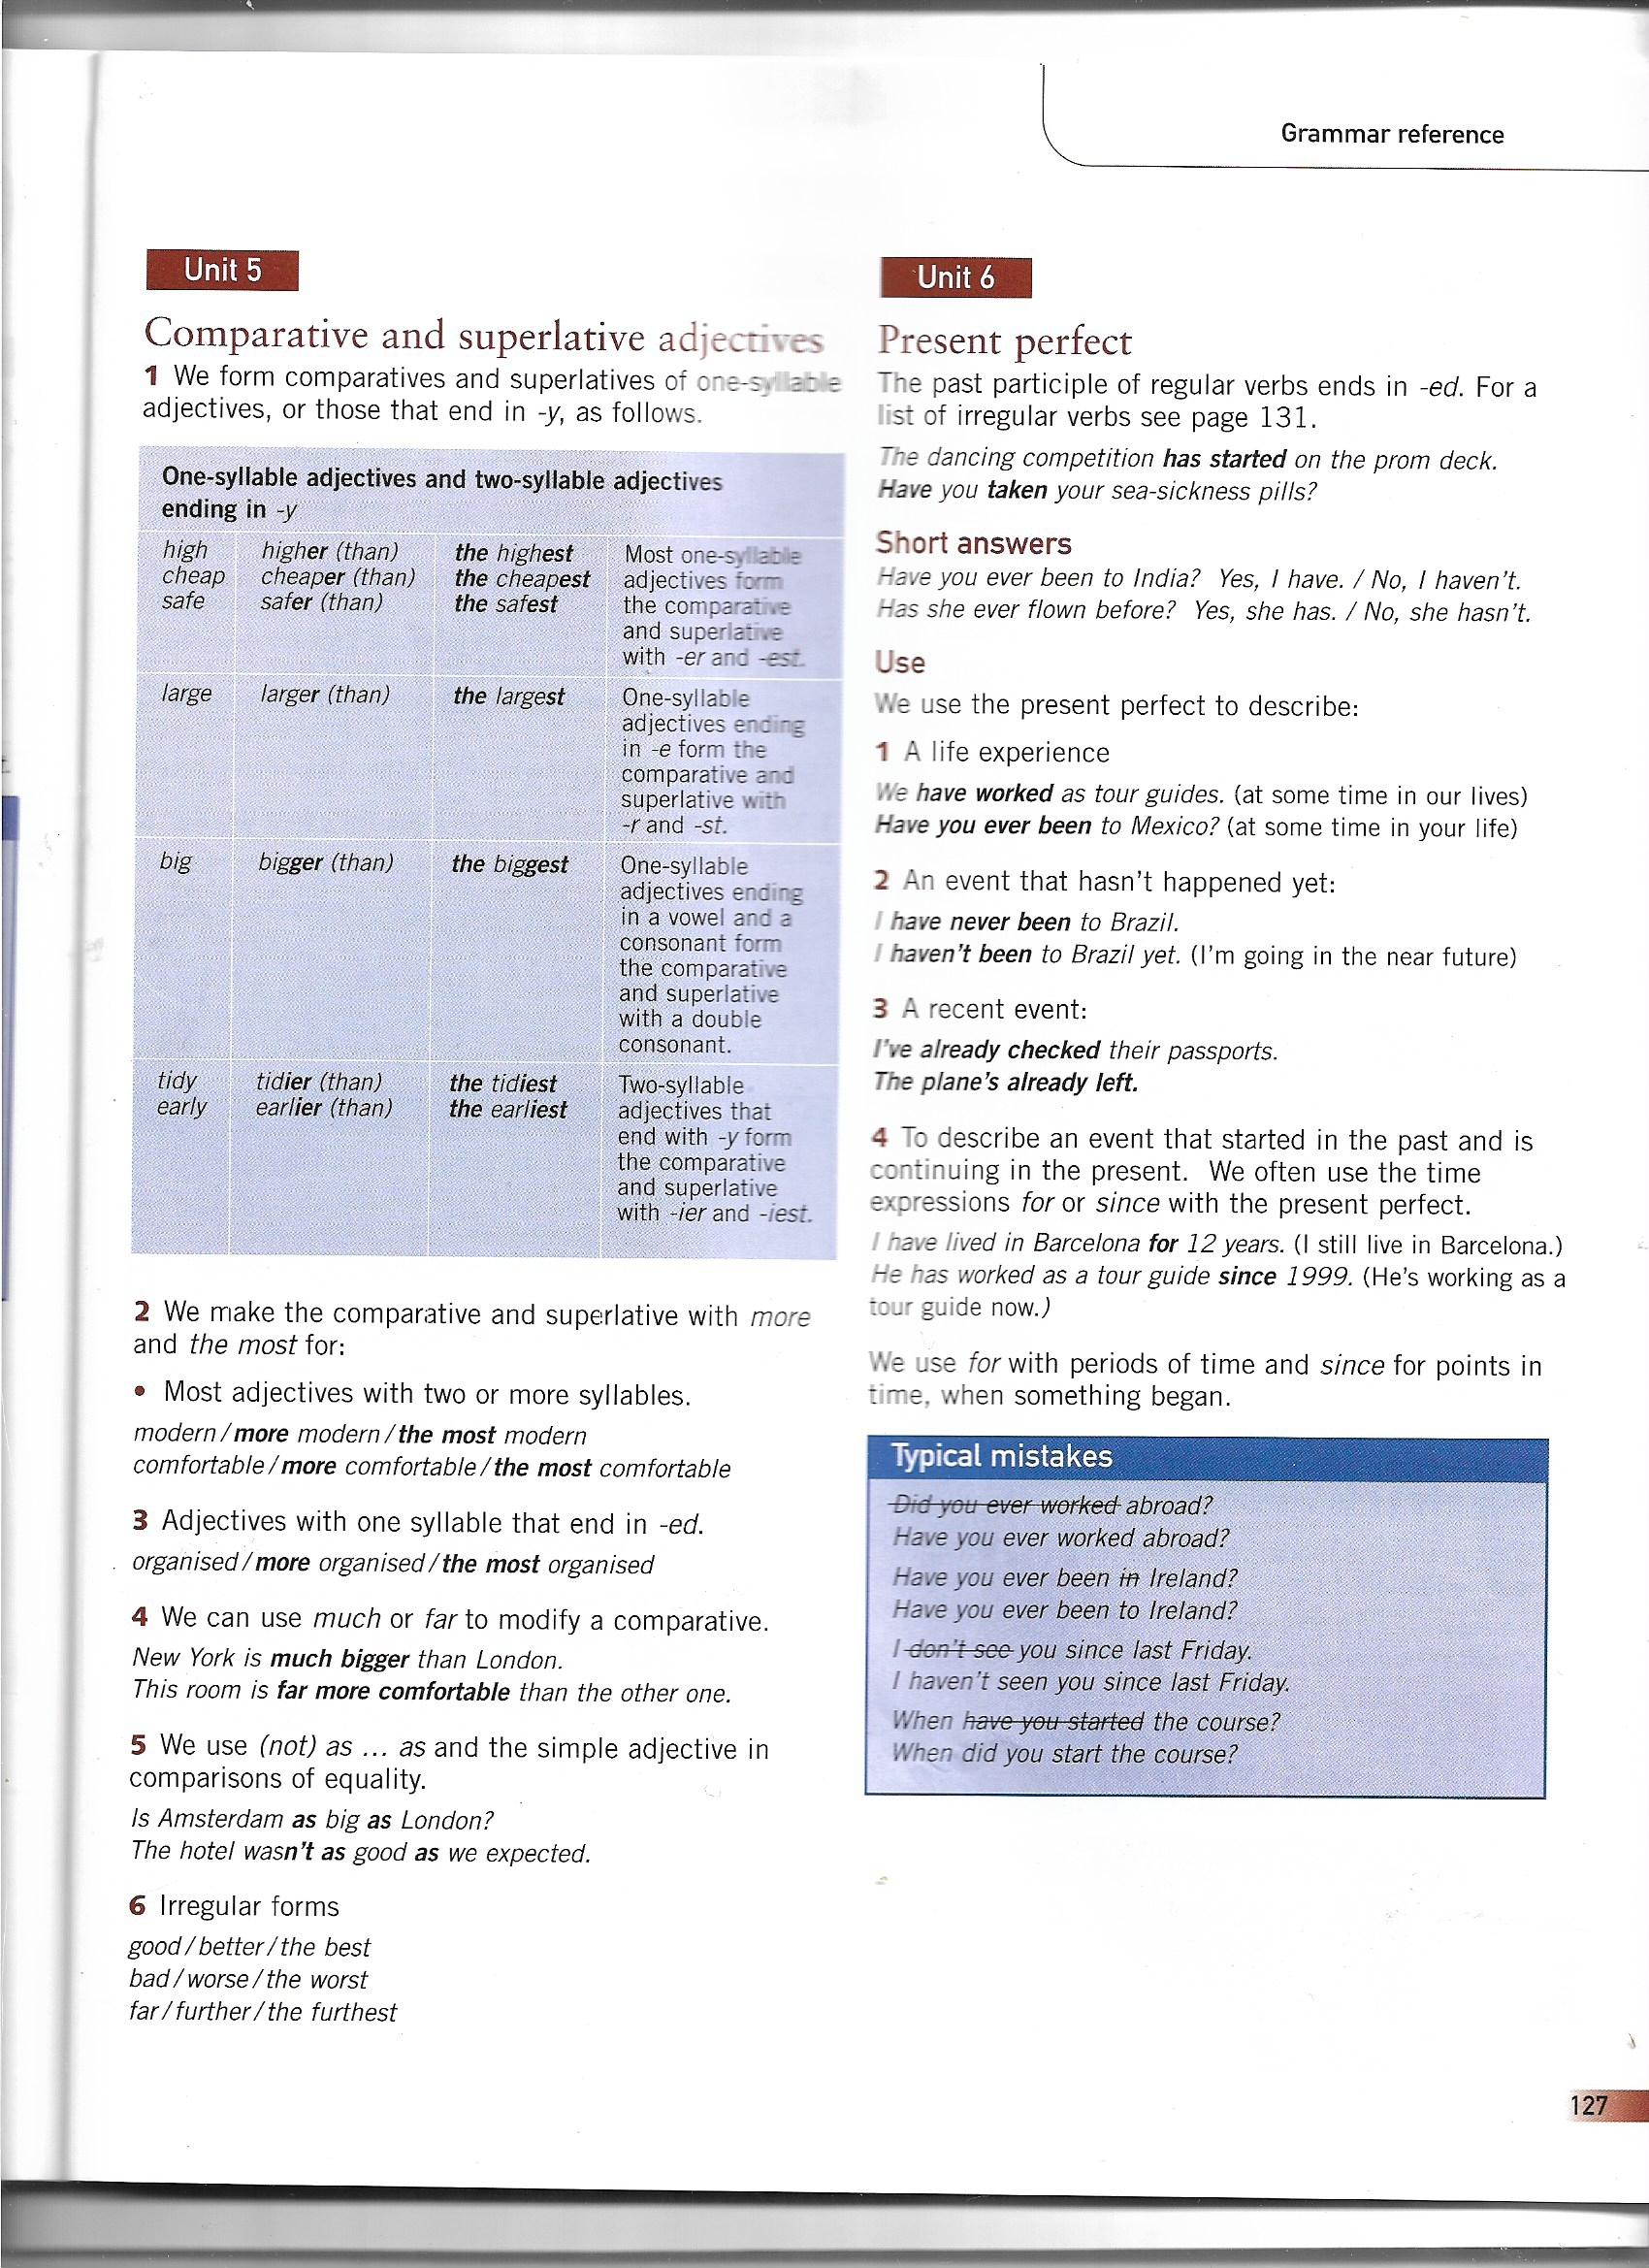 Grammar reference
Unit 5
Comparative and superlative adjectives
1 We form comparatives and superlatives of one-syllable
adjectives, or those that end in -y, as follows.
One-syllable adjectives and two-syllable adjectives
ending in -y
high higher (than) the highest Most one-syllable
cheap cheaper (than) the cheapest adjectives form
safe safer (than) the safest the comparative
and superlative
with -er and -est.
large larger (than) the largest One-syllable
adjectives ending
in -e form the
comparative and
superlative with
-r and -st.
big bigger (than) the biggest One-syllable
adjectives ending
in a vowel and a
consonant form
the comparative
and superlative
with a double
consonant.
tidy tidier (than) the tidiest Two-syllable
early earlier (than) the earliest adjectives that
end with -y form
the comparative
and superlative
with -ier and -iest.
2 We make the comparative and superlative with more
and the most for:
• Most adjectives with two or more syllables.
modern / more modern / the most modern
comfortable / more comfortable / the most comfortable
3 Adjectives with one syllable that end in -ed.
organised / more organised / the most organised
4 We can use much or far to modify a comparative.
New York is much bigger than London.
This room is far more comfortable than the other one.
5 We use (not) as ... as and the simple adjective in
comparisons of equality.
Is Amsterdam as big as London?
The hotel wasn't as good as we expected.
6 Irregular forms
good / better / the best
bad / worse / the worst
far / further / the furthest
Unit 6
Present perfect
The past participle of regular verbs ends in -ed. For a
list of irregular verbs see page 131.
The dancing competition has started on the prom deck.
Have you taken your sea-sickness pills?
Short answers
Have you ever been to India? Yes, I have. / No, I haven't.
Has she ever flown before? Yes, she has. / No, she hasn't.
Use
We use the present perfect to describe:
1 A life experience
We have worked as tour guides. (at some time in our lives)
Have you ever been to Mexico? (at some time in your life)
2 An event that hasn't happened yet:
I have never been to Brazil.
I haven't been to Brazil yet. (I'm going in the near future)
3 A recent event:
I've already checked their passports.
The plane's already left.
4 To describe an event that started in the past and is
continuing in the present. We often use the time
expressions for or since with the present perfect.
I have lived in Barcelona for 12 years. (I still live in Barcelona.)
He has worked as a tour guide since 1999. (He's working as a
tour guide now.)
We use for with periods of time and since for points in
time, when something began.
Typical mistakes
Did you ever worked abroad?
Have you ever worked abroad?
Have you ever been in Ireland?
Have you ever been to Ireland?
I don't see you since last Friday.
I haven't seen you since last Friday.
When have you started the course?
When did you start the course?
127